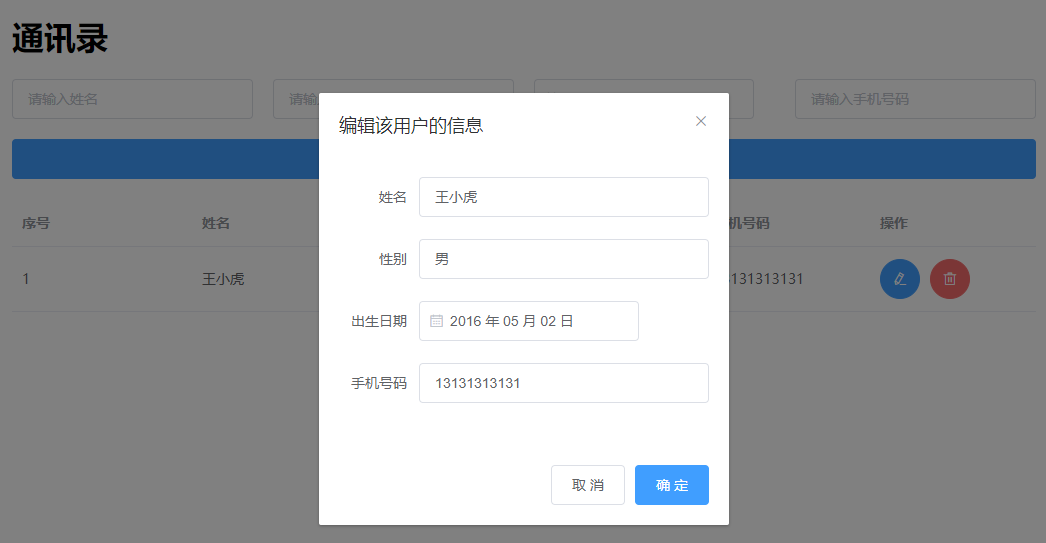 通讯录
请输入姓名
请输入手机号码
编辑该用户的信息
姓名 王小虎
性别 男
出生日期 2016 年 05 月 02 日
手机号码 13131313131
取 消 确 定
序号 姓名 机号码 操作
1 王小虎 131313131